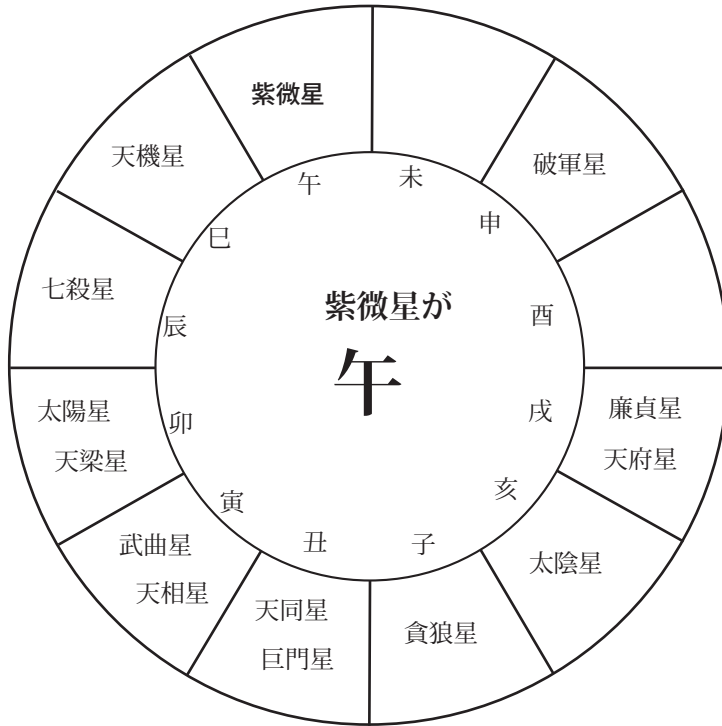 紫微星
天機星
破軍星
午
未
申
巳
七殺星
紫微星が
午
酉
辰
太陽星
天梁星
卯
戌
廉貞星
天府星
亥
寅
武曲星
天相星
丑
子
太陰星
天同星
巨門星
貪狼星